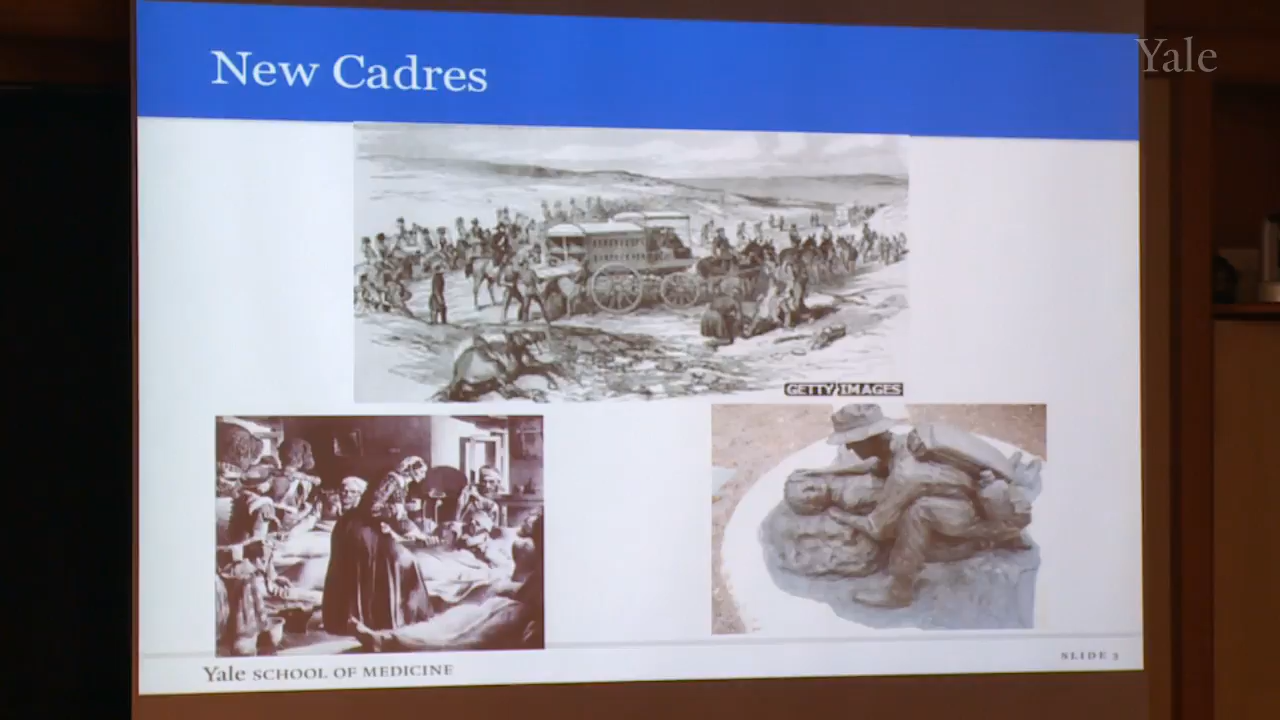 New Cadres
Yale
GETTY IMAGES
Yale SCHOOL OF MEDICINE
SLIDE 3